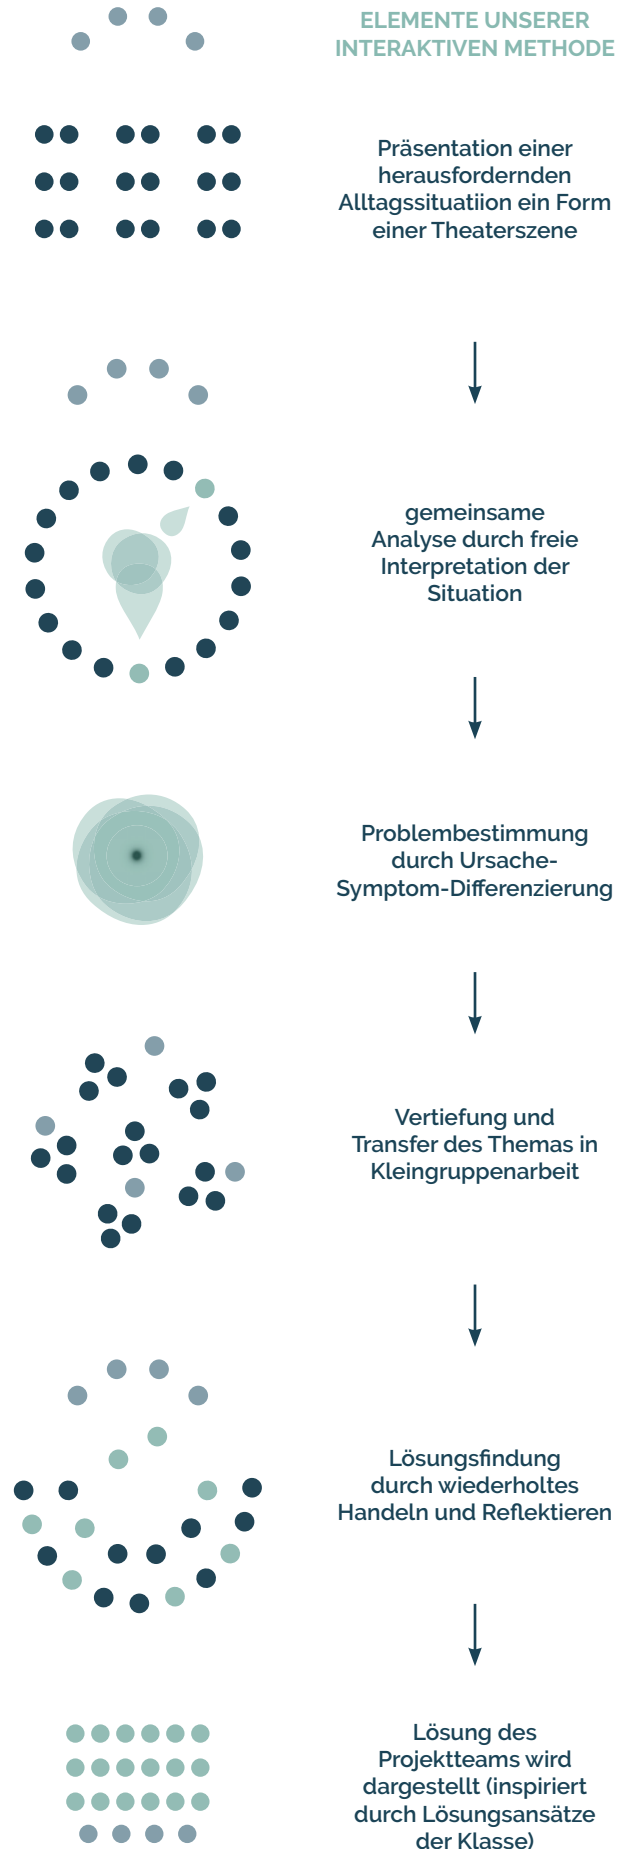 ELEMENTE UNSERER
INTERAKTIVEN METHODE
Präsentation einer
herausfordernden
Alltagssituatiion ein Form
einer Theaterszene
gemeinsame
Analyse durch freie
Interpretation der
Situation
Problembestimmung
durch Ursache-
Symptom-Differenzierung
Vertiefung und
Transfer des Themas in
Kleingruppenarbeit
Lösungsfindung
durch wiederholtes
Handeln und Reflektieren
Lösung des
Projektteams wird
dargestellt (inspiriert
durch Lösungsansätze
der Klasse)